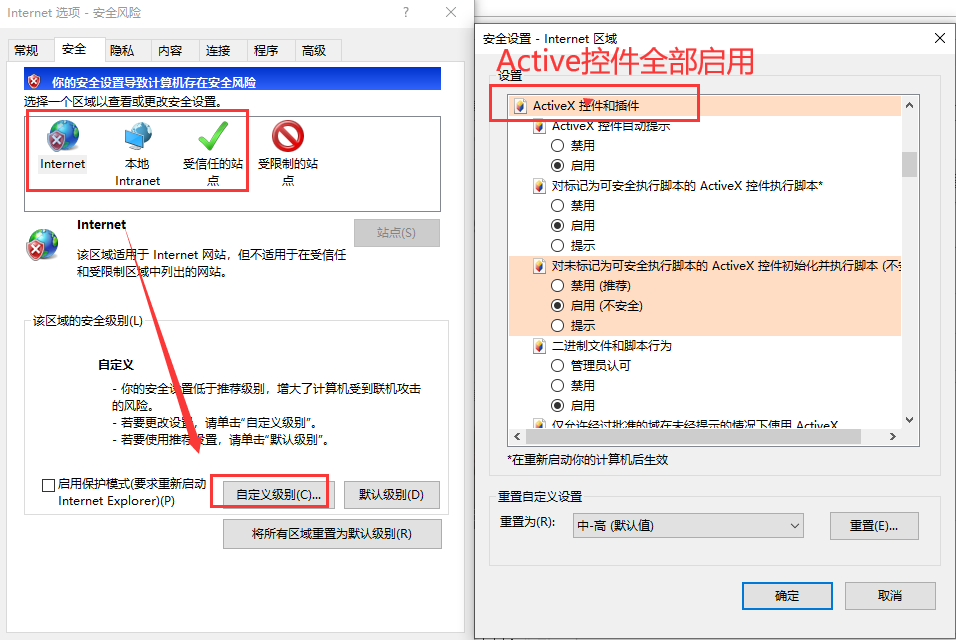 Internet 选项 - 安全风险
?
常规
安全
隐私
内容
连接
程序
高级
你的安全设置导致计算机存在安全风险
选择一个区域以查看或更改安全设置。
Internet
本地
Intranet
受信任的站
点
受限制的站
点
Internet
站点(S)
该区域适用于 Internet 网站，但不适用于在受信任
和受限制区域中列出的网站。
该区域的安全级别(L)
自定义
- 你的安全设置低于推荐级别，增大了计算机受到联机攻击
的风险。
- 若要更改设置，请单击“自定义级别”。
- 若要使用推荐设置，请单击“默认级别”。
启用保护模式(要求重新启动
Internet Explorer)(P)
自定义级别(C)...
默认级别(D)
将所有区域重置为默认级别(R)
安全设置 - Internet 区域
Active控件全部启用
设置
ActiveX 控件和插件
ActiveX 控件自动提示
禁用
启用
对标记为可安全执行脚本的 ActiveX 控件执行脚本*
禁用
启用
提示
对未标记为可安全执行脚本的 ActiveX 控件初始化并执行脚本 (不
禁用 (推荐)
启用 (不安全)
提示
二进制文件和脚本行为
管理员认可
禁用
启用
仅允许经过批准的域在未经提示的情况下使用 ActiveX
*在重新启动你的计算机后生效
重置自定义设置
重置为(R):
中-高 (默认值)
重置(E)...
确定
取消